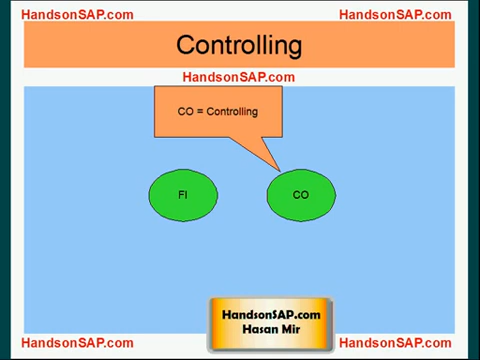 HandsonSAP.com
HandsonSAP.com
Controlling
HandsonSAP.com
CO = Controlling
FI
CO
HandsonSAP.com
Hasan Mir
HandsonSAP.com
HandsonSAP.com